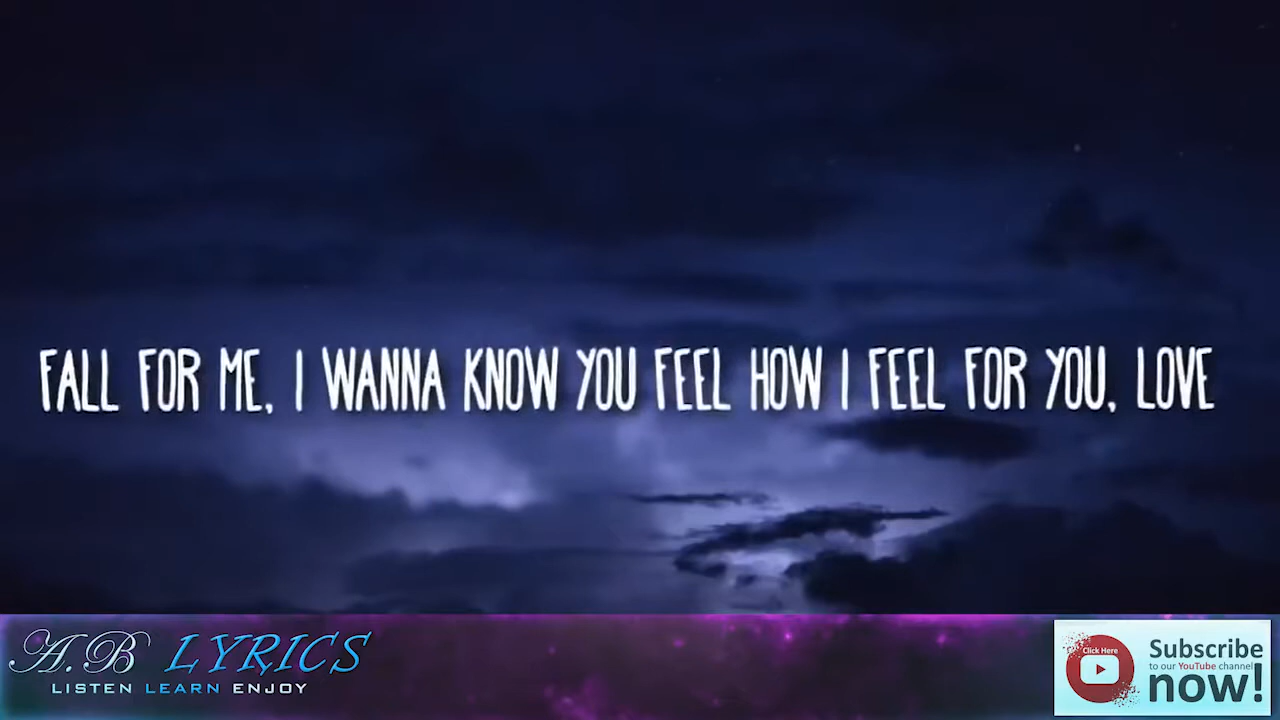 FALL FOR ME, I WANNA KNOW YOU FEEL HOW I FEEL FOR YOU, LOVE
A.B LYRICS
LISTEN LEARN ENJOY
Click Here
Subscribe
to our YouTube channel
now!